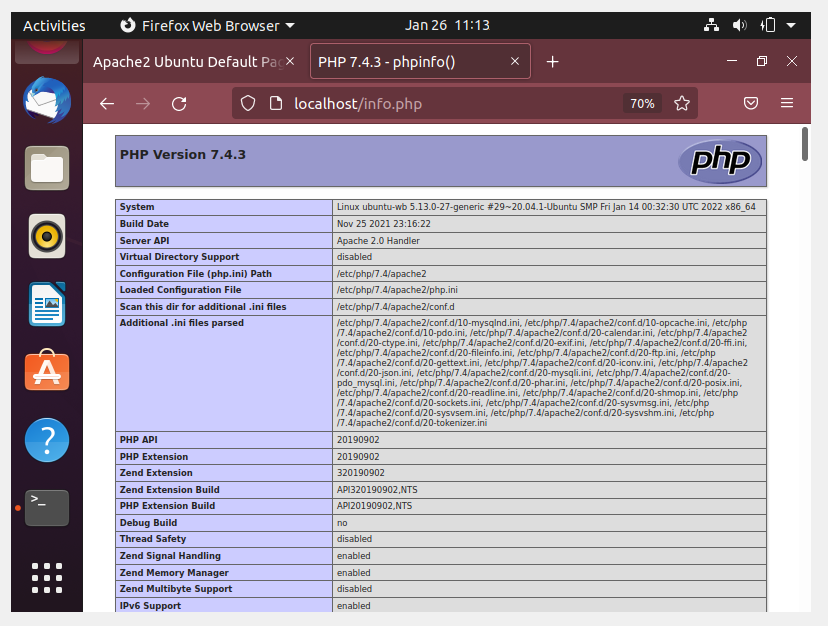 Activities Firefox Web Browser Jan 26 11:13
Apache2 Ubuntu Default Pa PHP 7.4.3 - phpinfo()
localhost/info.php 70%
PHP Version 7.4.3 php
System Linux ubuntu-wb 5.13.0-27-generic #29~20.04.1-Ubuntu SMP Fri Jan 14 00:32:30 UTC 2022 x86_64
Build Date Nov 25 2021 23:16:22
Server API Apache 2.0 Handler
Virtual Directory Support disabled
Configuration File (php.ini) Path /etc/php/7.4/apache2
Loaded Configuration File /etc/php/7.4/apache2/php.ini
Scan this dir for additional .ini files /etc/php/7.4/apache2/conf.d
Additional .ini files parsed /etc/php/7.4/apache2/conf.d/10-mysqlnd.ini, /etc/php/7.4/apache2/conf.d/10-opcache.ini, /etc/php
/7.4/apache2/conf.d/10-pdo.ini, /etc/php/7.4/apache2/conf.d/20-calendar.ini, /etc/php/7.4/apache2
/conf.d/20-ctype.ini, /etc/php/7.4/apache2/conf.d/20-exif.ini, /etc/php/7.4/apache2/conf.d/20-ffi.ini,
/etc/php/7.4/apache2/conf.d/20-fileinfo.ini, /etc/php/7.4/apache2/conf.d/20-ftp.ini, /etc/php
/7.4/apache2/conf.d/20-gettext.ini, /etc/php/7.4/apache2/conf.d/20-iconv.ini, /etc/php/7.4/apache2
/conf.d/20-json.ini, /etc/php/7.4/apache2/conf.d/20-mysqli.ini, /etc/php/7.4/apache2/conf.d/20-
pdo_mysql.ini, /etc/php/7.4/apache2/conf.d/20-phar.ini, /etc/php/7.4/apache2/conf.d/20-posix.ini,
/etc/php/7.4/apache2/conf.d/20-readline.ini, /etc/php/7.4/apache2/conf.d/20-shmop.ini, /etc/php
/7.4/apache2/conf.d/20-sockets.ini, /etc/php/7.4/apache2/conf.d/20-sysvmsg.ini, /etc/php
/7.4/apache2/conf.d/20-sysvsem.ini, /etc/php/7.4/apache2/conf.d/20-sysvshm.ini, /etc/php
/7.4/apache2/conf.d/20-tokenizer.ini
PHP API 20190902
PHP Extension 20190902
Zend Extension 320190902
Zend Extension Build API320190902,NTS
PHP Extension Build API20190902,NTS
Debug Build no
Thread Safety disabled
Zend Signal Handling enabled
Zend Memory Manager enabled
Zend Multibyte Support disabled
IPv6 Support enabled